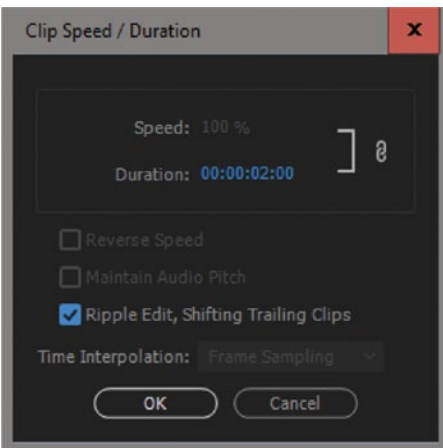 Clip Speed / Duration
Speed: 100 %
Duration: 00:00:02:00
Reverse Speed
Maintain Audio Pitch
Ripple Edit, Shifting Trailing Clips
Time Interpolation: Frame Sampling
OK Cancel